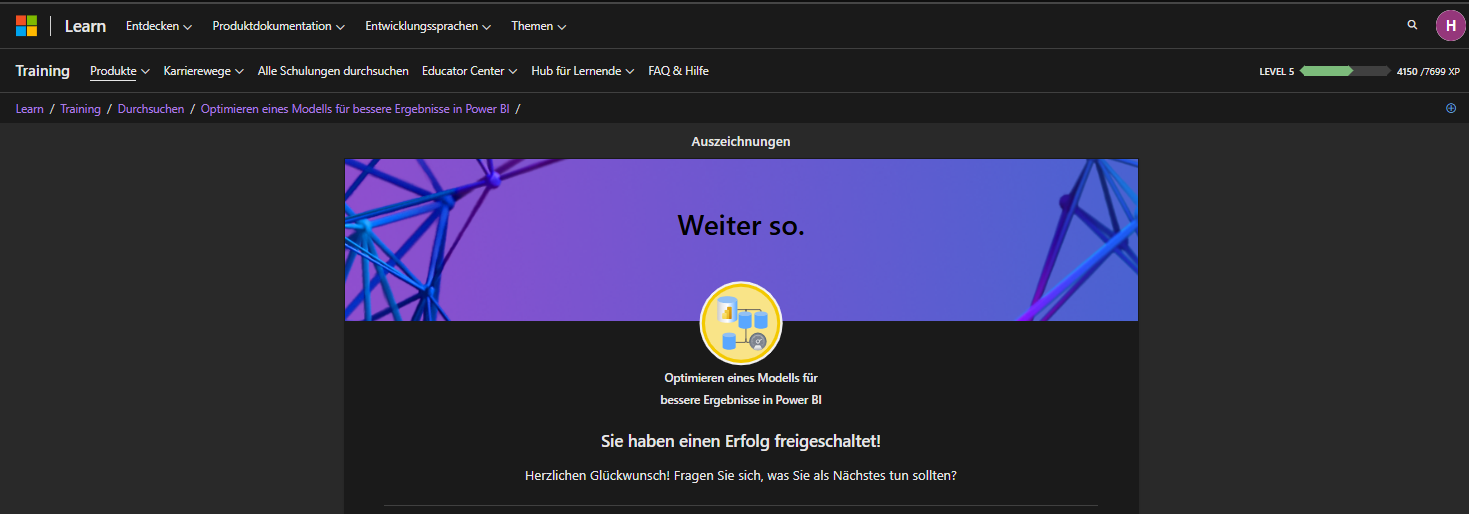 Learn Entdecken Produktdokumentation Entwicklungssprachen Themen H
Training Produkte Karrierewege Alle Schulungen durchsuchen Educator Center Hub für Lernende FAQ & Hilfe LEVEL 5 4150 /7699 XP
Learn / Training / Durchsuchen / Optimieren eines Modells für bessere Ergebnisse in Power BI /
Auszeichnungen
Weiter so.
Optimieren eines Modells für
bessere Ergebnisse in Power BI
Sie haben einen Erfolg freigeschaltet!
Herzlichen Glückwunsch! Fragen Sie sich, was Sie als Nächstes tun sollten?